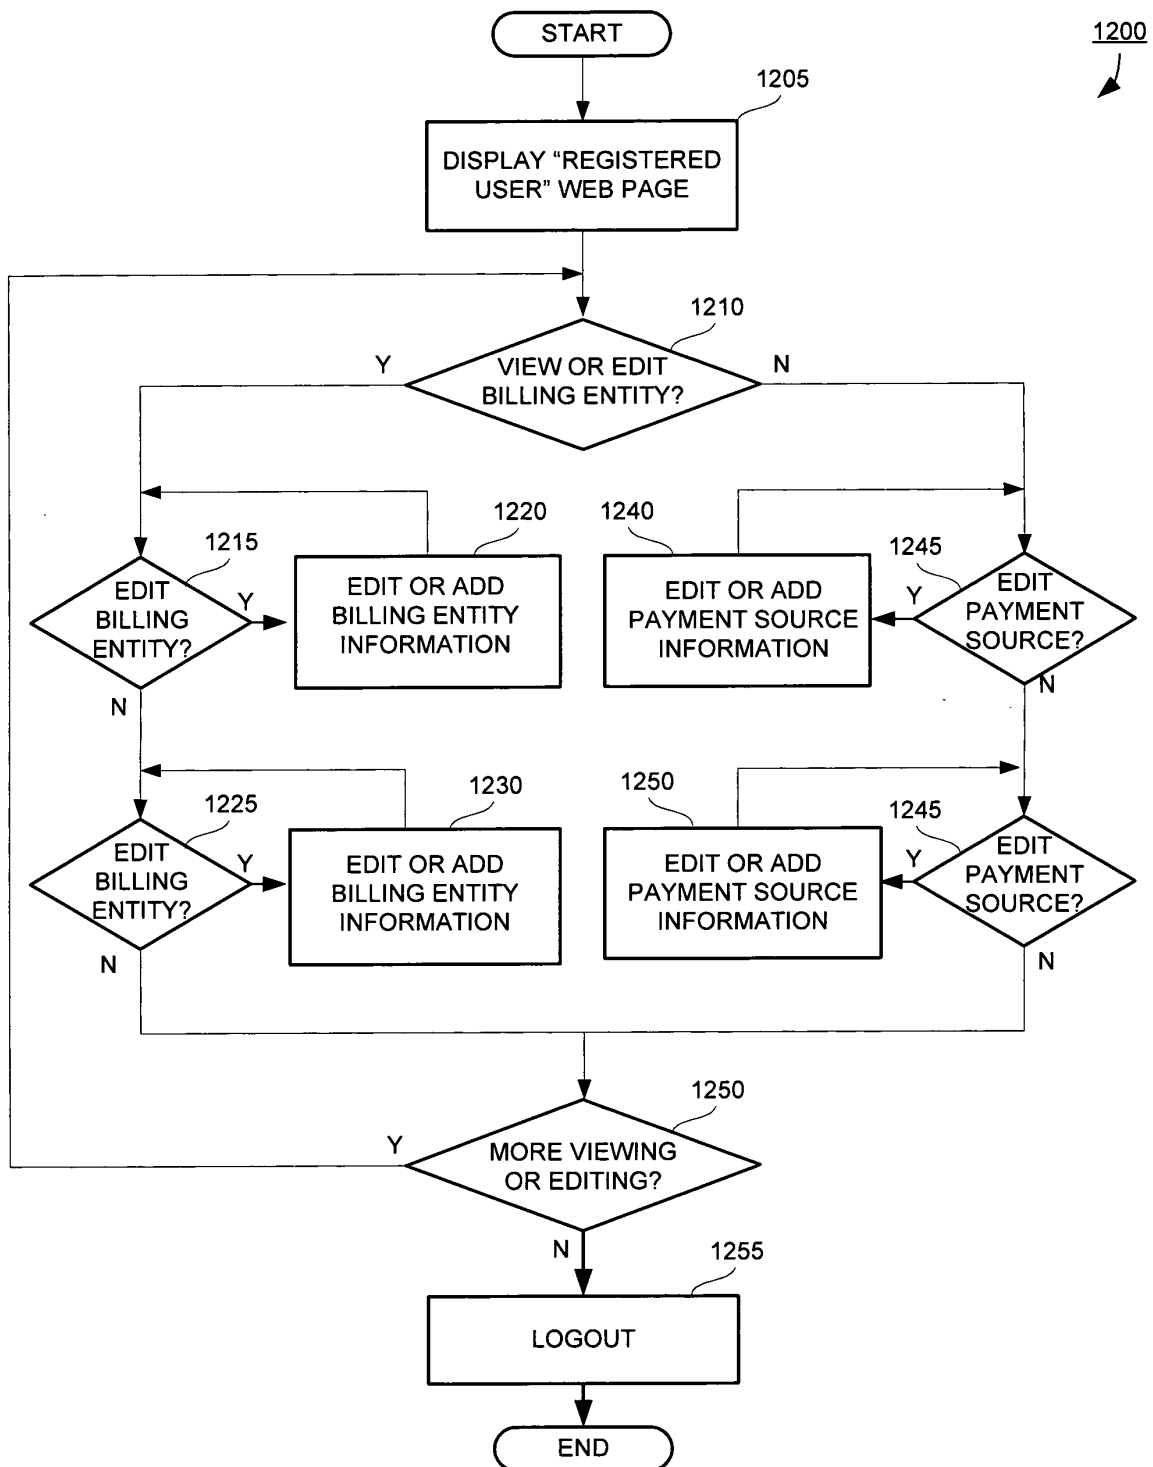 START
1200
1205
DISPLAY “REGISTERED
USER” WEB PAGE
1210
Y
VIEW OR EDIT
BILLING ENTITY?
N
1215
EDIT
BILLING
ENTITY?
Y
N
1220
EDIT OR ADD
BILLING ENTITY
INFORMATION
1240
EDIT OR ADD
PAYMENT SOURCE
INFORMATION
1245
EDIT
PAYMENT
SOURCE?
Y
N
1225
EDIT
BILLING
ENTITY?
Y
N
1230
EDIT OR ADD
BILLING ENTITY
INFORMATION
1250
EDIT OR ADD
PAYMENT SOURCE
INFORMATION
1245
EDIT
PAYMENT
SOURCE?
Y
N
1250
Y
MORE VIEWING
OR EDITING?
N
1255
LOGOUT
END